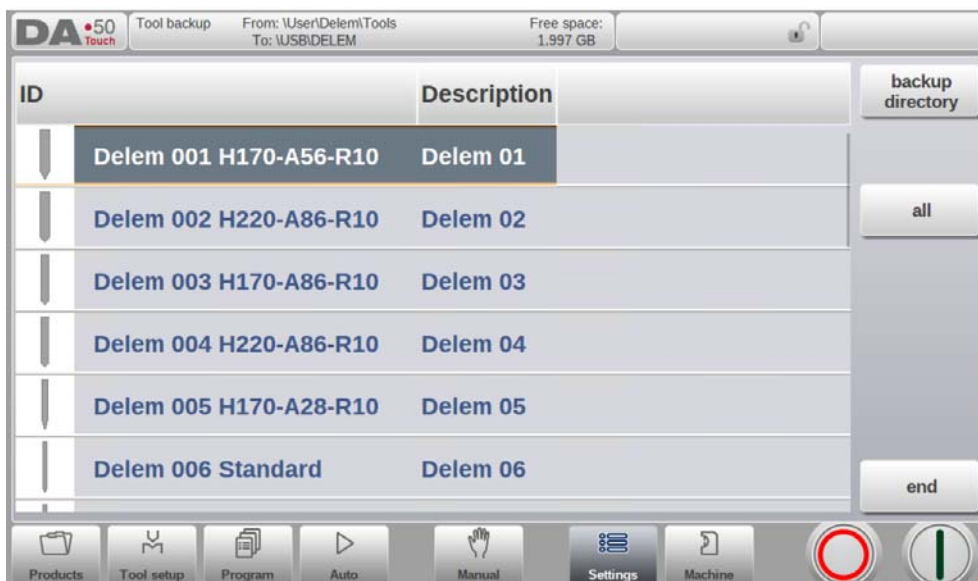 DA•50 Touch
Tool backup
From: \User\Delem\Tools
To: \USB\DELEM
Free space:
1.997 GB
ID Description
backup
directory
Delem 001 H170-A56-R10 Delem 01
Delem 002 H220-A86-R10 Delem 02
all
Delem 003 H170-A86-R10 Delem 03
Delem 004 H220-A86-R10 Delem 04
Delem 005 H170-A28-R10 Delem 05
Delem 006 Standard Delem 06
end
Products Tool setup Program Auto Manual Settings Machine